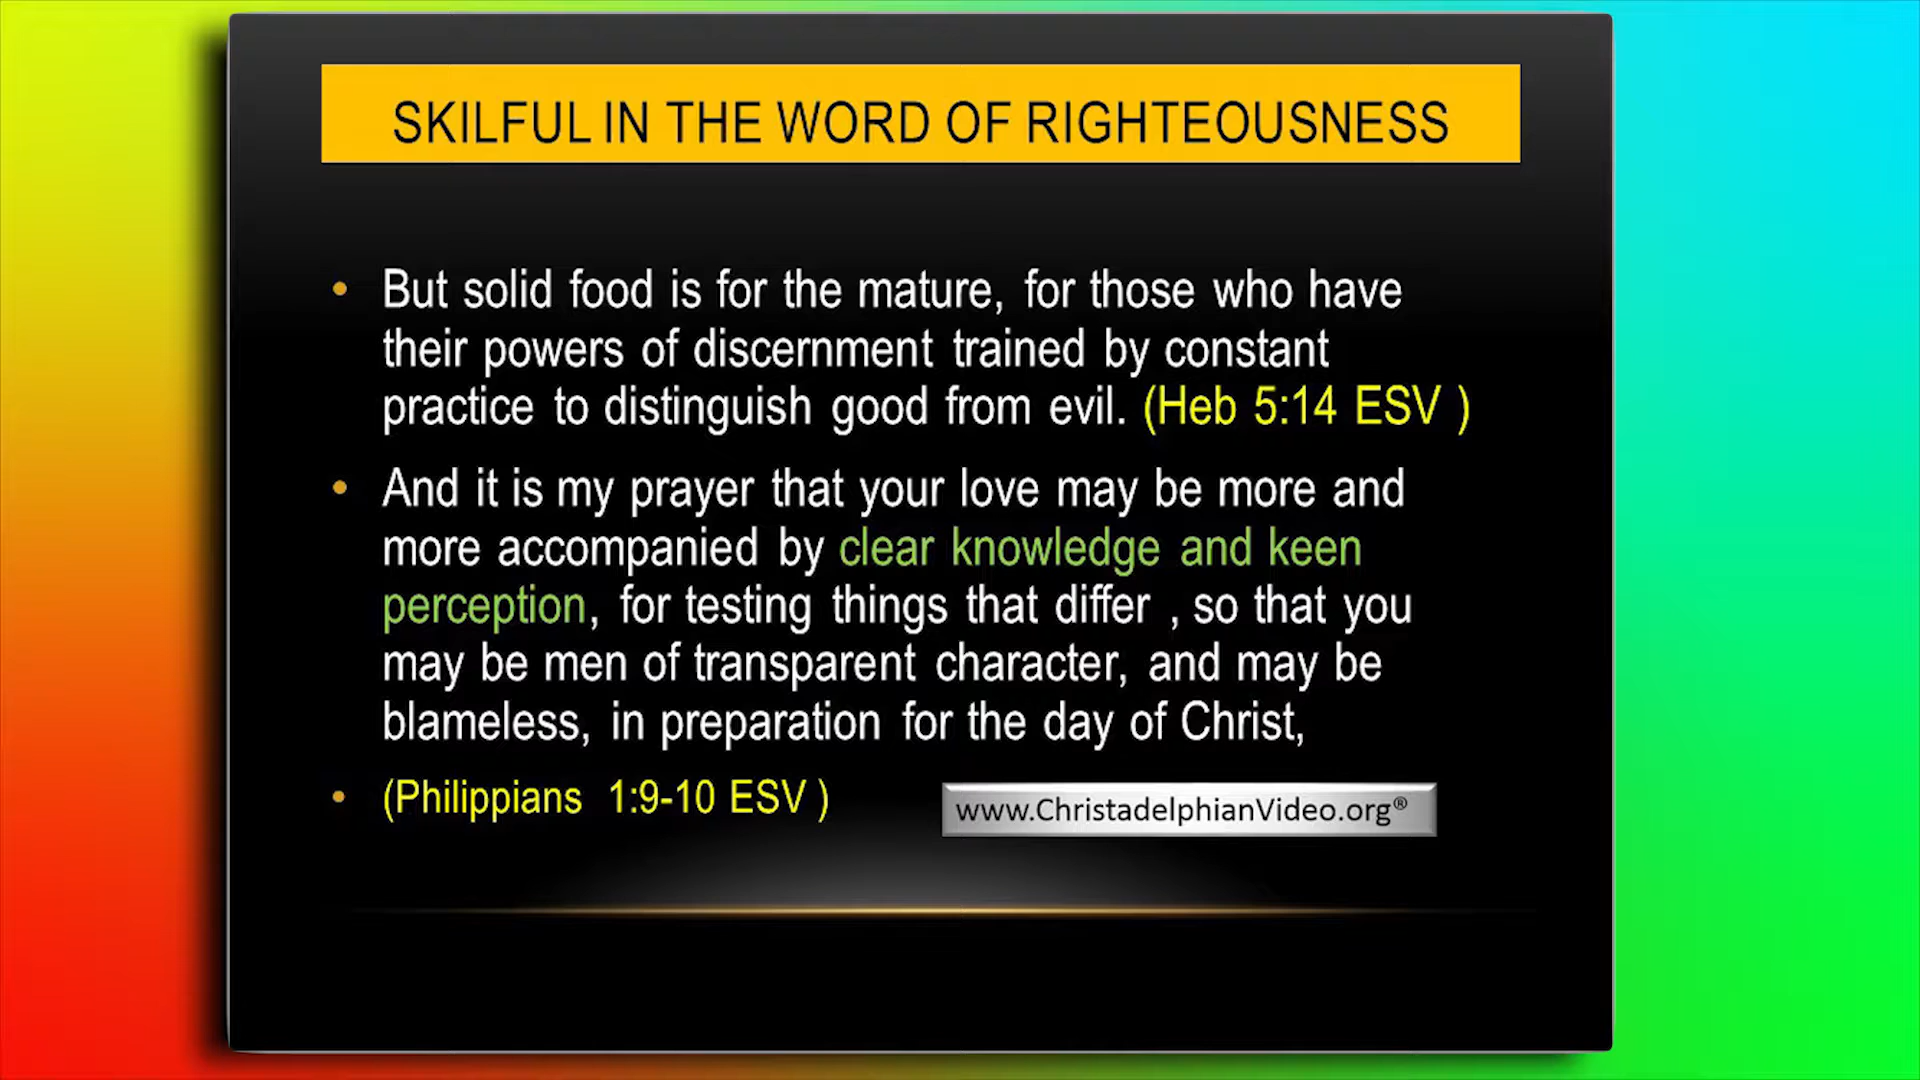 SKILFUL IN THE WORD OF RIGHTEOUSNESS
• But solid food is for the mature, for those who have
their powers of discernment trained by constant
practice to distinguish good from evil. (Heb 5:14 ESV )
• And it is my prayer that your love may be more and
more accompanied by clear knowledge and keen
perception, for testing things that differ , so that you
may be men of transparent character, and may be
blameless, in preparation for the day of Christ,
• (Philippians 1:9-10 ESV )
www.ChristadelphianVideo.org®